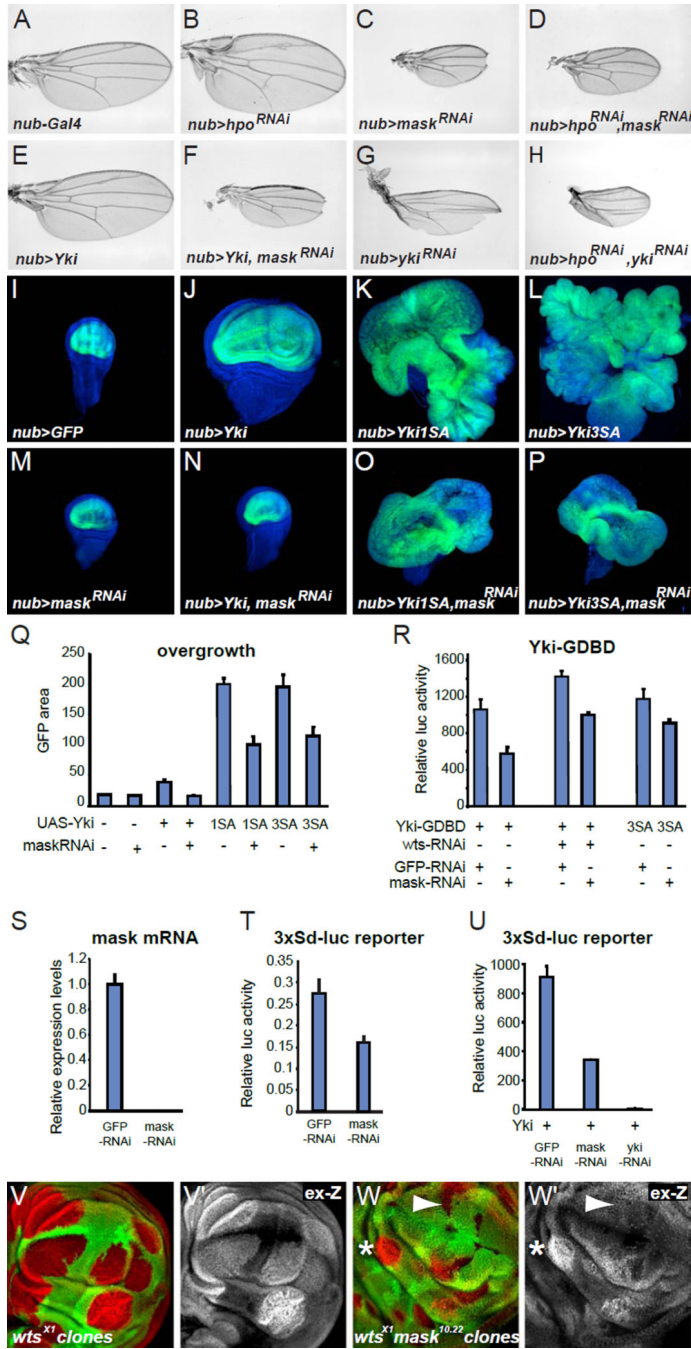 A
nub-Gal4
B
nub>hpo RNAi
C
nub>mask RNAi
D
nub>hpo RNAi ,mask RNAi
E
nub>Yki
F
nub>Yki, mask RNAi
G
nub>yki RNAi
H
nub>hpo RNAi ,yki RNAi
I
nub>GFP
J
nub>Yki
K
nub>Yki1SA
L
nub>Yki3SA
M
nub>mask RNAi
N
nub>Yki, mask RNAi
O
nub>Yki1SA,mask RNAi
P
nub>Yki3SA,mask RNAi
Q
overgrowth
GFP area
250
200
150
100
50
0
UAS-Yki - - + + 1SA 1SA 3SA 3SA
maskRNAi - + - + - + - +
R
Yki-GDBD
Relative luc activity
1600
1200
800
400
0
Yki-GDBD + + + + 3SA 3SA
wts-RNAi - - + + - -
GFP-RNAi + - + - + -
mask-RNAi - + - + - +
S
mask mRNA
Relative expression levels
1.2
1.0
0.8
0.6
0.4
0.2
0
GFP -RNAi
mask -RNAi
T
3xSd-luc reporter
Relative luc activity
0.35
0.3
0.25
0.2
0.15
0.1
0.05
0
GFP -RNAi
mask -RNAi
U
3xSd-luc reporter
Relative luc activity
1000
800
600
400
200
0
Yki + + +
GFP -RNAi
mask -RNAi
yki -RNAi
V
wts X1 clones
V'
ex-Z
W
*
wts X1 mask 10.22 clones
W'
ex-Z
*